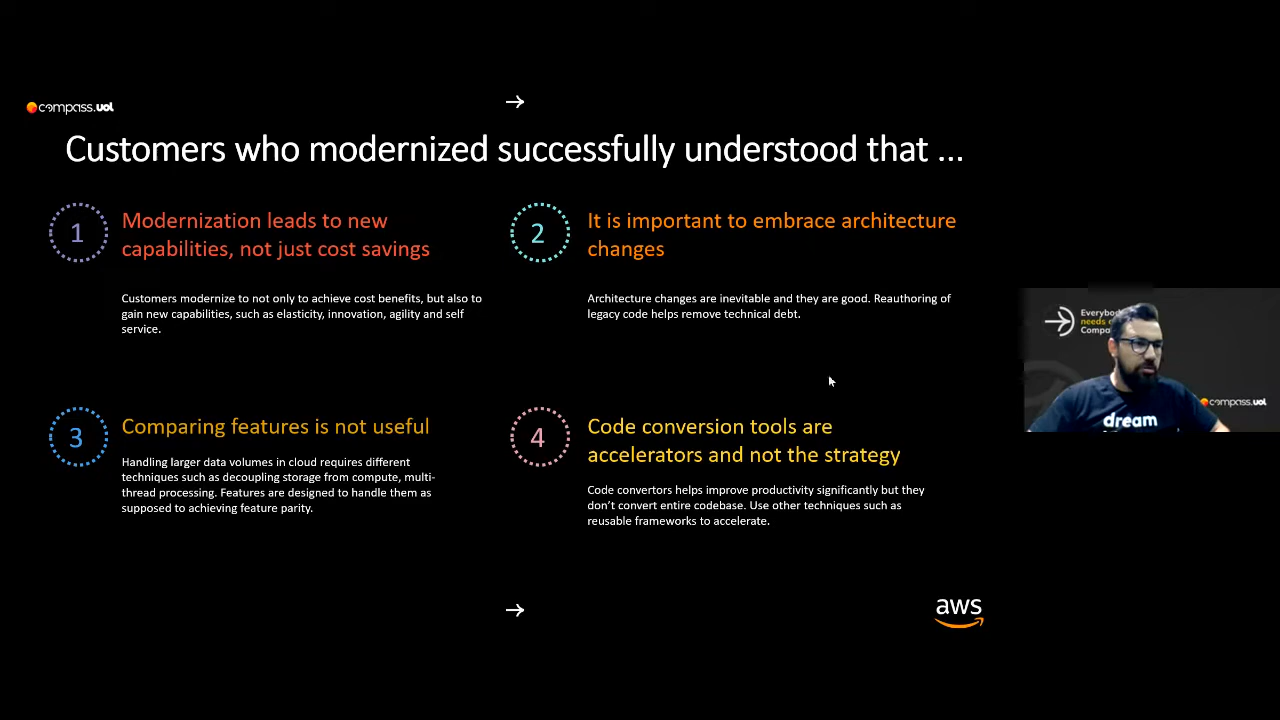 compass.uol
Customers who modernized successfully understood that ...
1
Modernization leads to new
capabilities, not just cost savings
Customers modernize to not only to achieve cost benefits, but also to
gain new capabilities, such as elasticity, innovation, agility and self
service.
2
It is important to embrace architecture
changes
Architecture changes are inevitable and they are good. Reauthoring of
legacy code helps remove technical debt.
3
Comparing features is not useful
Handling larger data volumes in cloud requires different
techniques such as decoupling storage from compute, multi-
thread processing. Features are designed to handle them as
supposed to achieving feature parity.
4
Code conversion tools are
accelerators and not the strategy
Code convertors helps improve productivity significantly but they
don't convert entire codebase. Use other techniques such as
reusable frameworks to accelerate.
needs
dream
compass.uol
aws